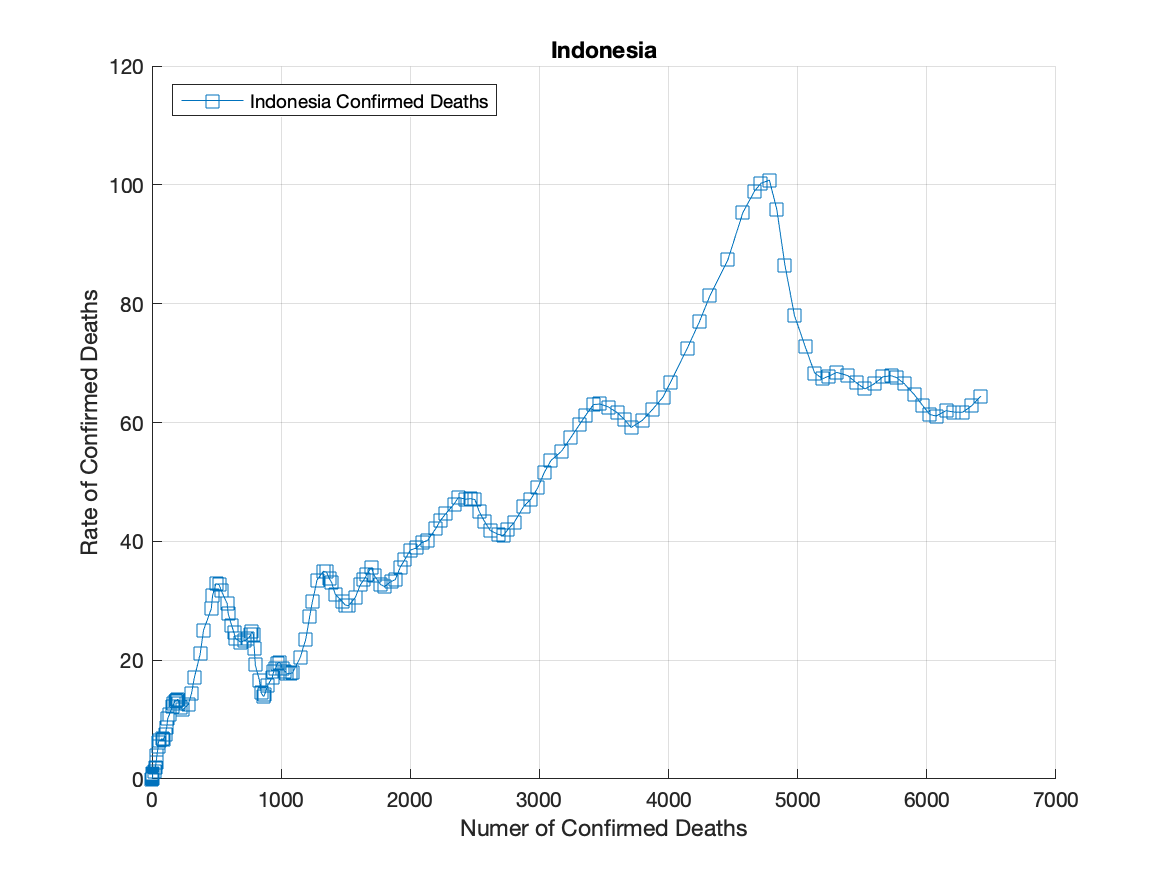 Indonesia
Indonesia Confirmed Deaths
Rate of Confirmed Deaths
120
100
80
60
40
20
0
0 1000 2000 3000 4000 5000 6000 7000
Numer of Confirmed Deaths